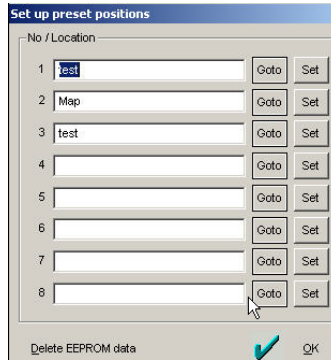 Set up preset positions
No / Location
1 test Goto Set
2 Map Goto Set
3 test Goto Set
4 Goto Set
5 Goto Set
6 Goto Set
7 Goto Set
8 Goto Set
Delete EEPROM data OK